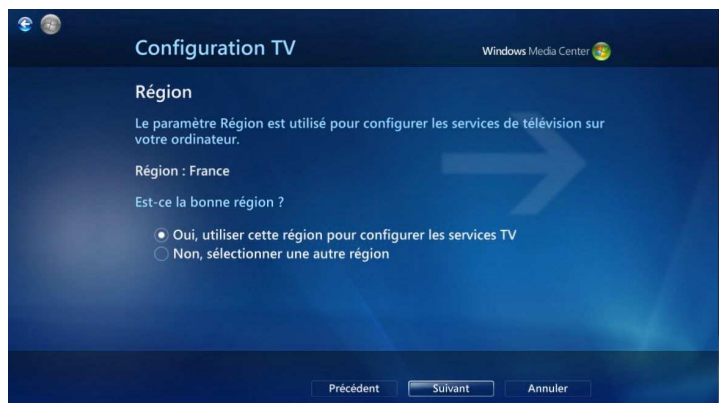 Configuration TV
Windows Media Center
Région
Le paramètre Région est utilisé pour configurer les services de télévision sur
votre ordinateur.
Région : France
Est-ce la bonne région ?
Oui, utiliser cette région pour configurer les services TV
Non, sélectionner une autre région
Précédent Suivant Annuler